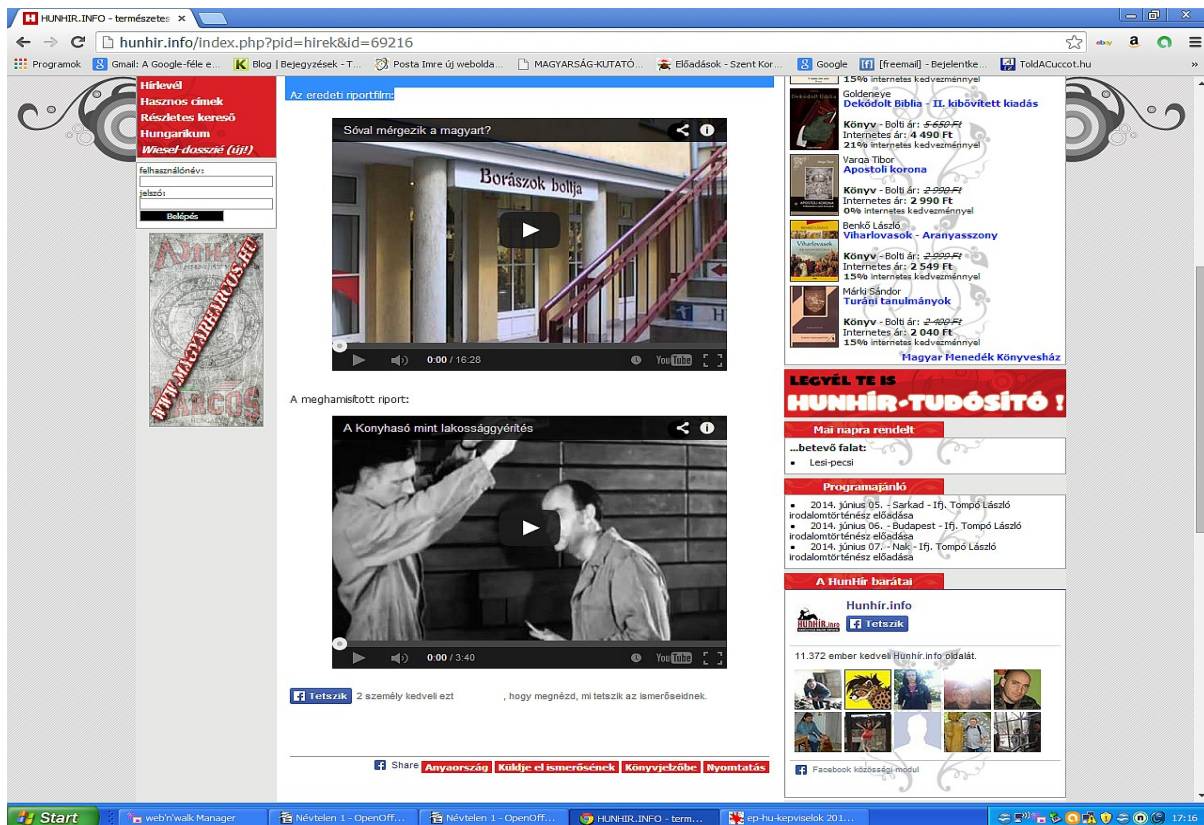 HUNHIR.INFO - természetes
hunhir.info/index.php?pid=hirek&id=69216
Programok
Gmail: A Google-féle e...
Blog | Bejegyzések - T...
Posta Imre új webolda...
MAGYARSÁG-KUTATÓ...
Előadások - Szent Kor...
Google
[freemail] - Bejelentke...
ToldACuccot.hu
Hírlevél
Hasznos címek
Részletes kereső
Hungarikum
Wiesel-dosszié (új!)
felhasználónév:
jelszó:
Belépés
WWW.MAGYARHARCOS.HU
Az eredeti riportfilm:
Sóval mérgezik a magyart?
Borászok boltja
0:00 / 16:28
YouTube
A meghamisított riport:
A Konyhasó mint lakossággyérítés
0:00 / 3:40
YouTube
Tetszik
2 személy kedveli ezt
, hogy megnézd, mi tetszik az ismerőseidnek.
Share
Anyaország
Küldje el ismerősének
Könyvjelzőbe
Nyomtatás
15% internetes kedvezménnyel
Goldeneye
Dekódolt Biblia - II. kibővített kiadás
Könyv - Bolti ár: 5 650 Ft
Internetes ár: 4 490 Ft
21% internetes kedvezménnyel
Varga Tibor
Apostoli korona
Könyv - Bolti ár: 2 990 Ft
Internetes ár: 2 990 Ft
0% internetes kedvezménnyel
Benkő László
Viharlovasok - Aranyasszony
Könyv - Bolti ár: 2 999 Ft
Internetes ár: 2 549 Ft
15% internetes kedvezménnyel
Márki Sándor
Turáni tanulmányok
Könyv - Bolti ár: 2 400 Ft
Internetes ár: 2 040 Ft
15% internetes kedvezménnyel
Magyar Menedék Könyvesház
LEGYÉL TE IS
HUNHÍR-TUDÓSÍTÓ !
Mai napra rendelt
...betevő falat:
Lesi-pecsi
Programajánló
2014. június 05. - Sarkad - Ifj. Tompó László
irodalomtörténész előadása
2014. június 06. - Budapest - Ifj. Tompó László
irodalomtörténész előadása
2014. június 07. - Nak - Ifj. Tompó László
irodalomtörténész előadása
A HunHír barátai
Hunhír.info
Tetszik
11.372 ember kedveli Hunhír.info oldalát.
Facebook közösségi modul
Start
web'n'walk Manager
Névtelen 1 - OpenOff...
Névtelen 1 - OpenOff...
HUNHIR.INFO - term...
ep-hu-kepviselok 201...
17:16